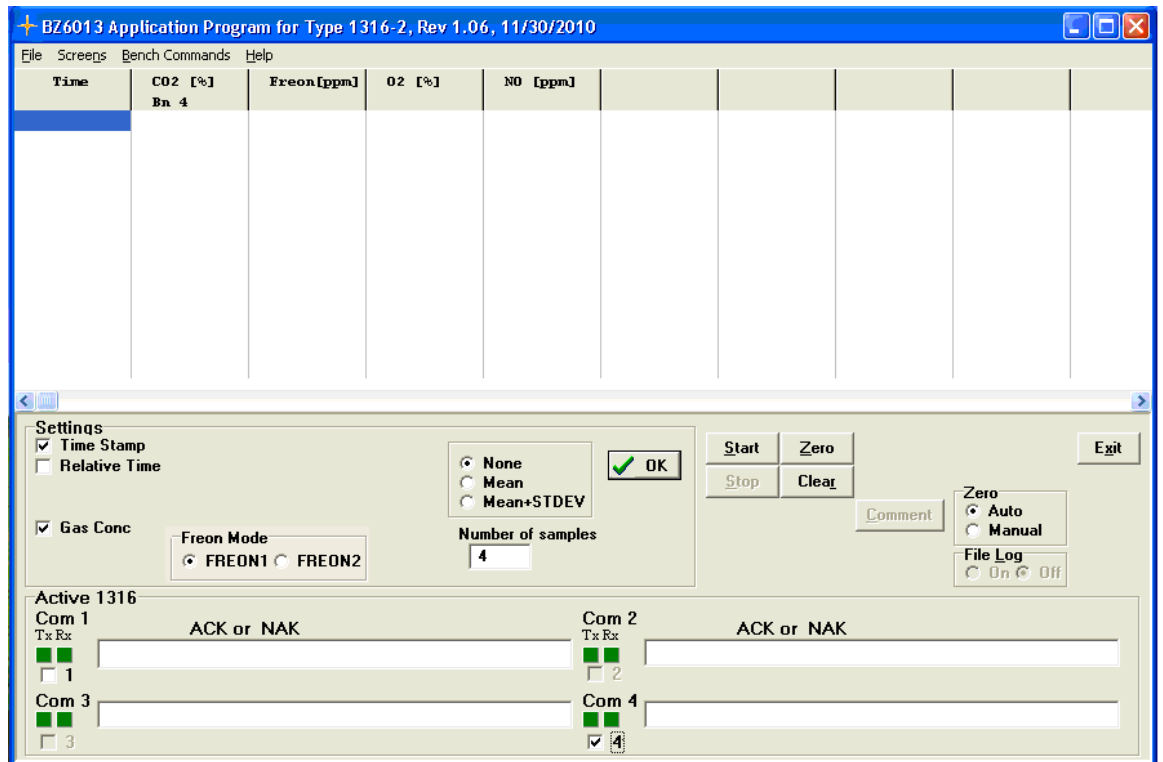 BZ6013 Application Program for Type 1316-2, Rev 1.06, 11/30/2010
File Screens Bench Commands Help
Time CO2 [%] Freon[ppm] O2 [%] NO [ppm]
Bn 4
Settings
Time Stamp
Relative Time
Gas Conc
Freon Mode
FREON1 FREON2
None
Mean
Mean+STDEV
OK
Number of samples
4
Start Zero
Stop Clear
Comment
Exit
Zero
Auto
Manual
File Log
On Off
Active 1316
Com 1
Tx Rx
ACK or NAK
1
Com 2
Tx Rx
ACK or NAK
2
Com 3
3
Com 4
4